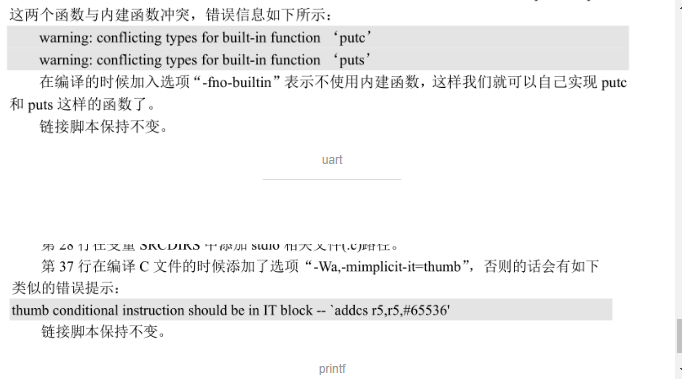 这两个函数与内建函数冲突，错误信息如下所示：
warning: conflicting types for built-in function ‘putc’
warning: conflicting types for built-in function ‘puts’
在编译的时候加入选项“-fno-builtin”表示不使用内建函数，这样我们就可以自己实现 putc
和 puts 这样的函数了。
链接脚本保持不变。
uart
第 28 行在变量 SRCDIRS 中添加 stdio 相关文件(.c)路径。
第 37 行在编译 C 文件的时候添加了选项“-Wa,-mimplicit-it=thumb”，否则的话会有如下
类似的错误提示：
thumb conditional instruction should be in IT block -- `addcs r5,r5,#65536'
链接脚本保持不变。
printf